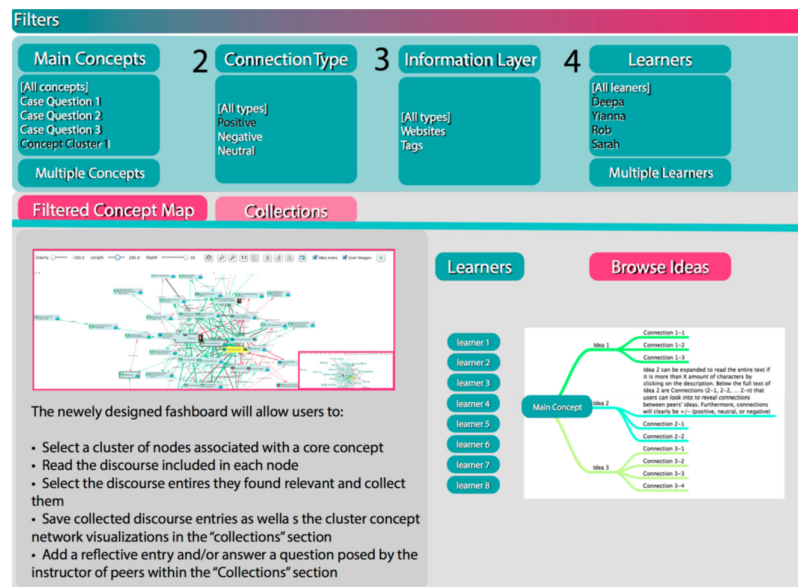 Filters
Main Concepts
[All concepts]
Case Question 1
Case Question 2
Case Question 3
Concept Cluster 1
Multiple Concepts
2
Connection Type
[All types]
Positive
Negative
Neutral
3
Information Layer
[All types]
Websites
Tags
4
Learners
[All leaners]
Deepa
Yianna
Rob
Sarah
Multiple Learners
Filtered Concept Map
Collections
Gravity
Length
Depth
The newly designed fashboard will allow users to:
• Select a cluster of nodes associated with a core concept
• Read the discourse included in each node
• Select the discourse entires they found relevant and collect
them
• Save collected discourse entries as wella s the cluster concept
network visualizations in the “collections” section
• Add a reflective entry and/or answer a question posed by the
instructor of peers within the “Collections” section
Learners
learner 1
learner 2
learner 3
learner 4
learner 5
learner 6
learner 7
learner 8
Browse Ideas
Main Concept
Idea 1
Connection 1-1
Connection 1-2
Connection 1-3
Idea 2
Idea 2 can be expanded to read the entire text if
it is more than X amount of characters by
clicking on the description. Below the full text of
Idea 2 are Connections (2-1, 2-2, ... 2-n) that
users can look into to reveal connections
between peers' ideas. Furthermore, connections
will clearly be +/- (positive, neutral, or negative)
Connection 2-1
Connection 2-2
Idea 3
Connection 3-1
Connection 3-2
Connection 3-3
Connection 3-4